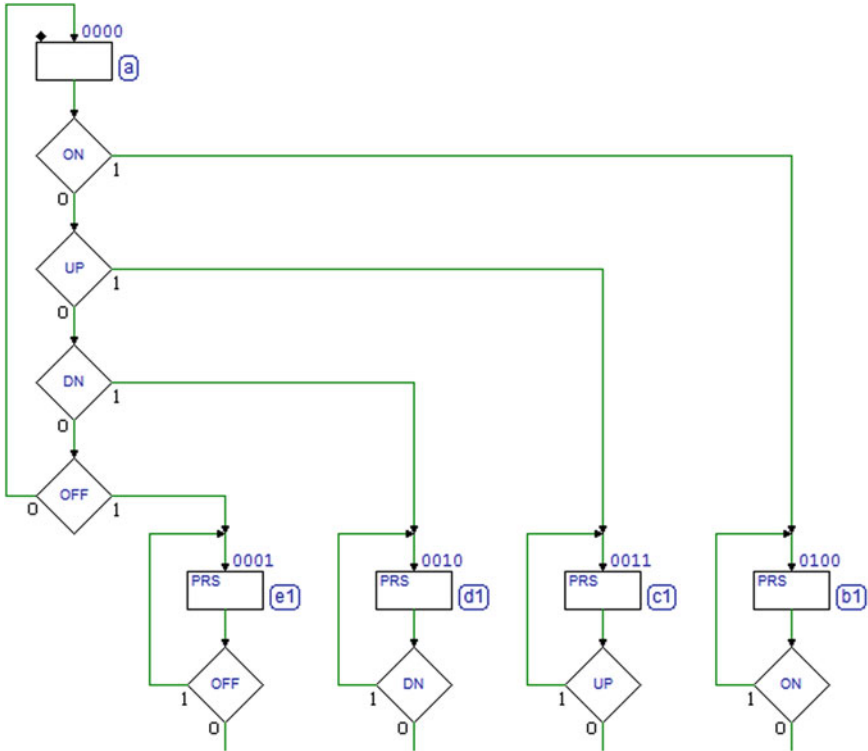 0000
a
ON
1
0
UP
1
0
DN
1
0
OFF
0 1
0001 0010 0011 0100
PRS PRS PRS PRS
e1 d1 c1 b1
OFF DN UP ON
1 1 1 1
0 0 0 0